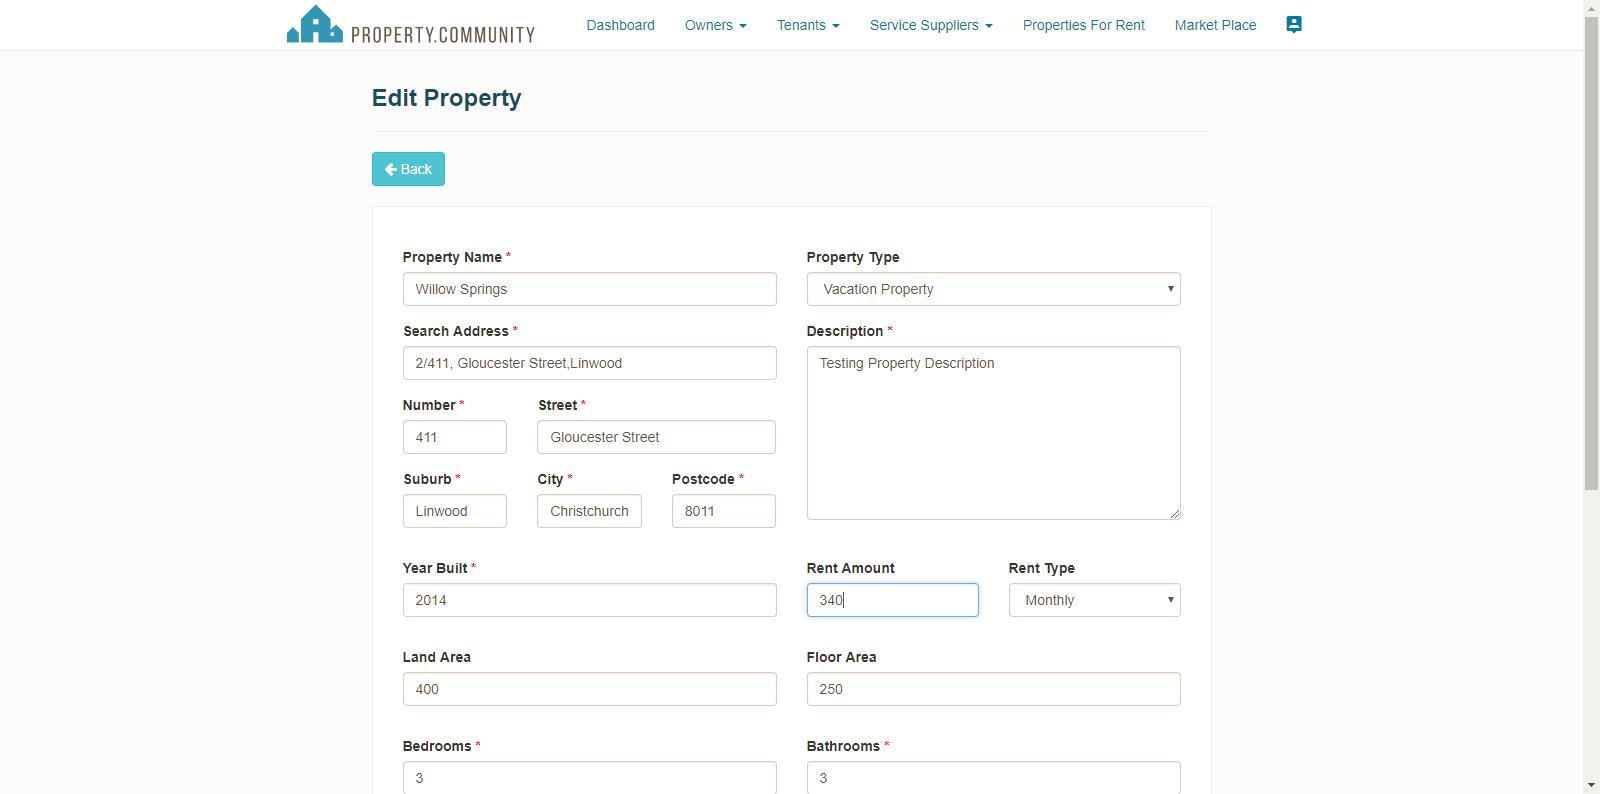 PROPERTY.COMMUNITY Dashboard Owners Tenants Service Suppliers Properties For Rent Market Place
Edit Property
Back
Property Name * Property Type
Willow Springs Vacation Property
Search Address * Description *
2/411, Gloucester Street,Linwood Testing Property Description
Number * Street *
411 Gloucester Street
Suburb * City * Postcode *
Linwood Christchurch 8011
Year Built * Rent Amount Rent Type
2014 340 Monthly
Land Area Floor Area
400 250
Bedrooms * Bathrooms *
3 3